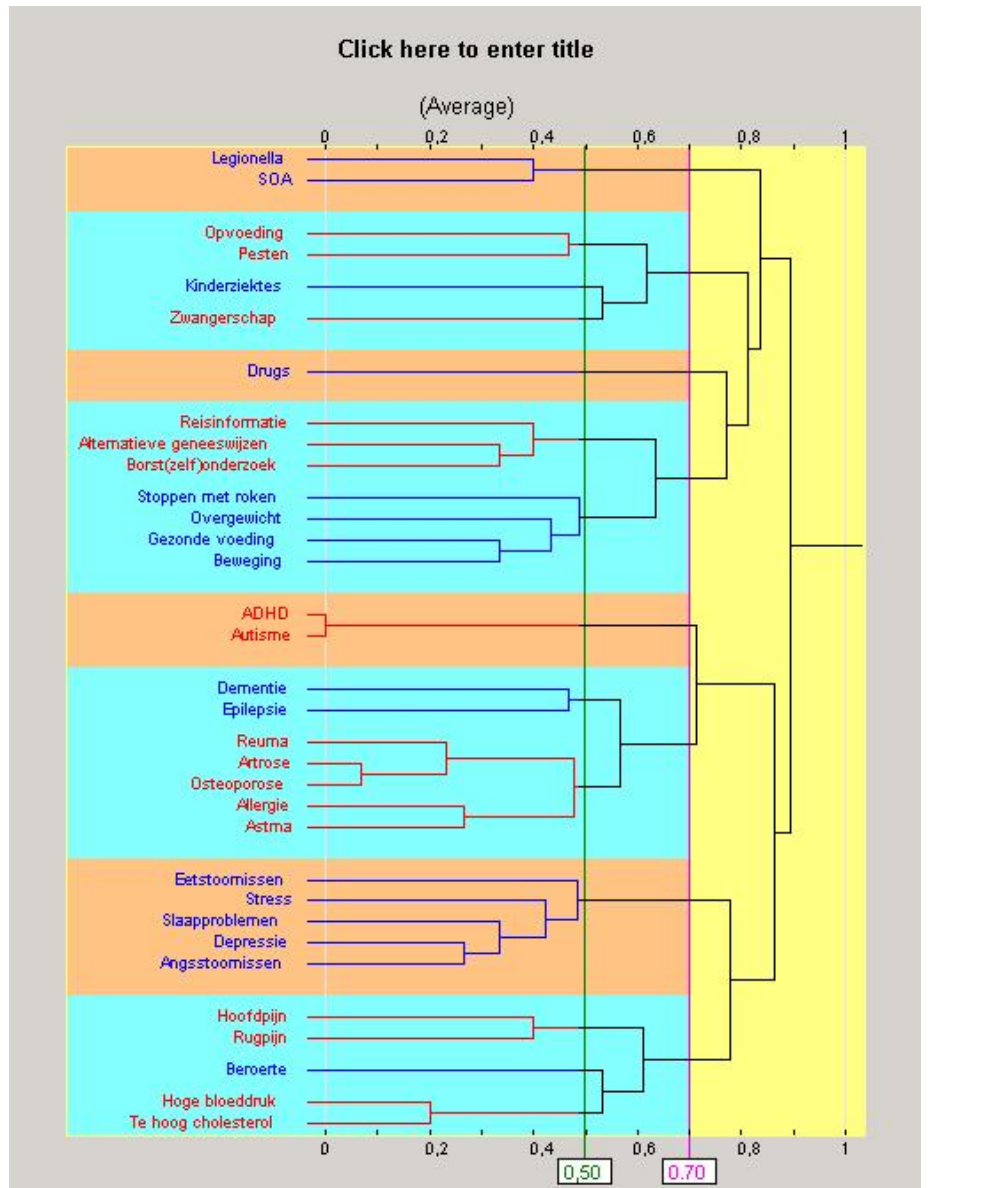 Click here to enter title
(Average)
0 0,2 0,4 0,6 0,8 1
Legionella
SOA
Opvoeding
Pesten
Kinderziektes
Zwangerschap
Drugs
Reisinformatie
Alternatieve geneeswijzen
Borst(zelf)onderzoek
Stoppen met roken
Overgewicht
Gezonde voeding
Beweging
ADHD
Autisme
Dementie
Epilepsie
Reuma
Artrose
Osteoporose
Allergie
Astma
Eetstoornissen
Stress
Slaapproblemen
Depressie
Angsstoornissen
Hoofdpijn
Rugpijn
Beroerte
Hoge bloeddruk
Te hoog cholesterol
0 0,2 0,4 0,6 0,8 1
0,50 0.70